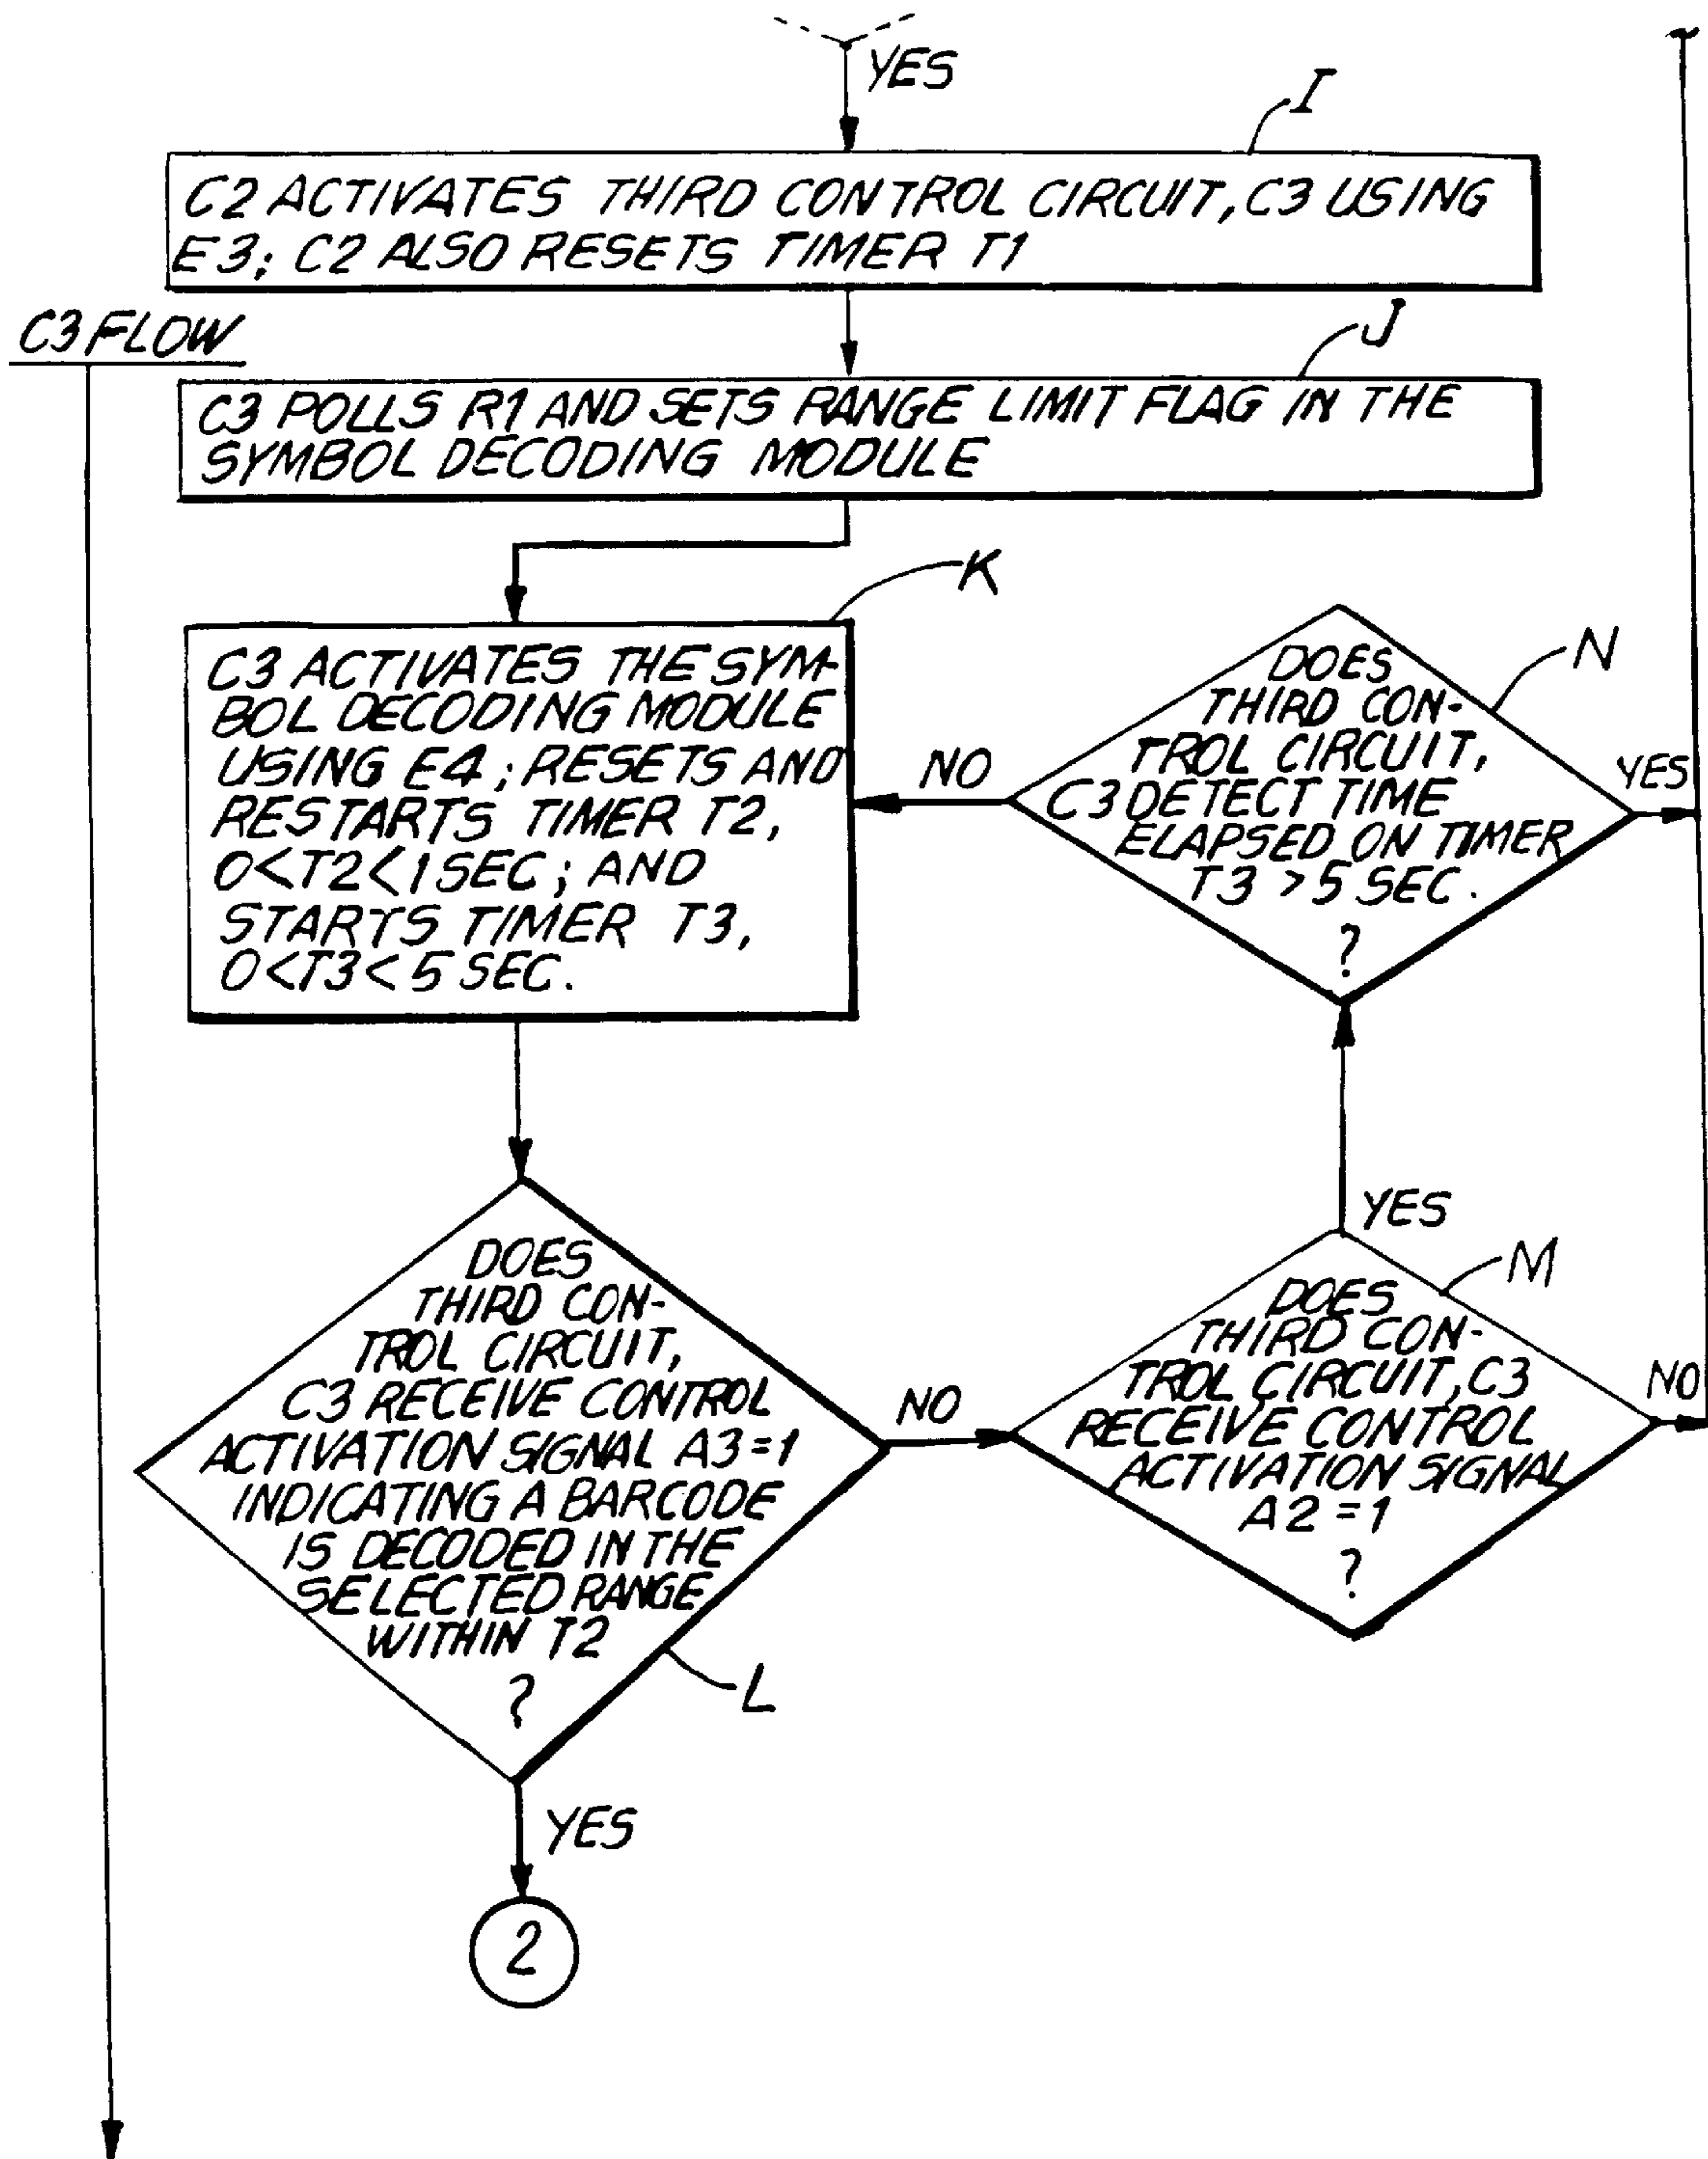 YES
I
C2 ACTIVATES THIRD CONTROL CIRCUIT, C3 USING
E3; C2 ALSO RESETS TIMER T1
C3 FLOW
J
C3 POLLS R1 AND SETS RANGE LIMIT FLAG IN THE
SYMBOL DECODING MODULE
K
C3 ACTIVATES THE SYM-
BOL DECODING MODULE
USING E4; RESETS AND
RESTARTS TIMER T2,
0<T2<1 SEC; AND
STARTS TIMER T3,
0<T3<5 SEC.
NO
N
DOES
THIRD CON-
TROL CIRCUIT,
C3 DETECT TIME
ELAPSED ON TIMER
T3 >5 SEC.
?
YES
YES
DOES
THIRD CON-
TROL CIRCUIT,
C3 RECEIVE CONTROL
ACTIVATION SIGNAL A3=1
INDICATING A BARCODE
IS DECODED IN THE
SELECTED RANGE
WITHIN T2
?
L
NO
M
DOES
THIRD CON-
TROL CIRCUIT, C3
RECEIVE CONTROL
ACTIVATION SIGNAL
A2=1
?
NO
YES
2